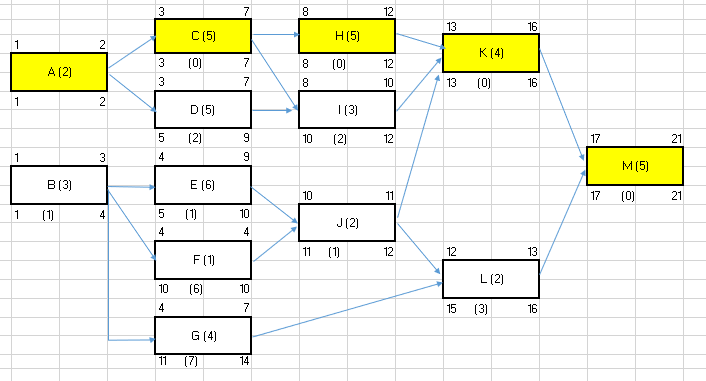 3 7 8 12
C (5) H (5) 13 16
1 2 K (4)
3 (0) 7 8 (0) 12
A (2) 3 7 8 10 13 (0) 16
1 2 D (5) I (3)
5 (2) 9 10 (2) 12 17 21
1 3 4 9 M (5)
B (3) E (6) 10 11 17 (0) 21
1 (1) 4 5 (1) 10
J (2)
4 4
11 (1) 12 12 13
F (1)
L (2)
10 (6) 10
4 7 15 (3) 16
G (4)
11 (7) 14